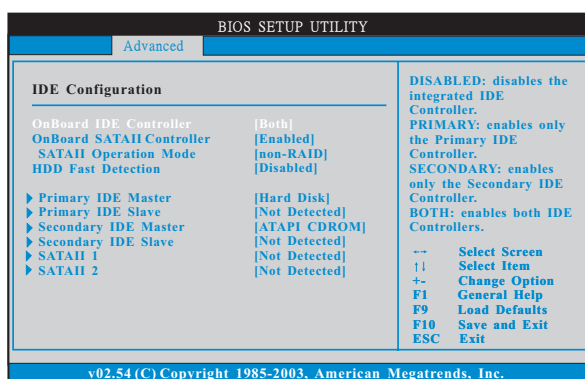 BIOS SETUP UTILITY
Advanced
IDE Configuration
OnBoard IDE Controller [Both]
OnBoard SATAII Controller [Enabled]
SATAII Operation Mode [non-RAID]
HDD Fast Detection [Disabled]
Primary IDE Master [Hard Disk]
Primary IDE Slave [Not Detected]
Secondary IDE Master [ATAPI CDROM]
Secondary IDE Slave [Not Detected]
SATAII 1 [Not Detected]
SATAII 2 [Not Detected]
DISABLED: disables the
integrated IDE
Controller.
PRIMARY: enables only
the Primary IDE
Controller.
SECONDARY: enables
only the Secondary IDE
Controller.
BOTH: enables both IDE
Controllers.
↔ Select Screen
↑↓ Select Item
+- Change Option
F1 General Help
F9 Load Defaults
F10 Save and Exit
ESC Exit
v02.54 (C) Copyright 1985-2003, American Megatrends, Inc.